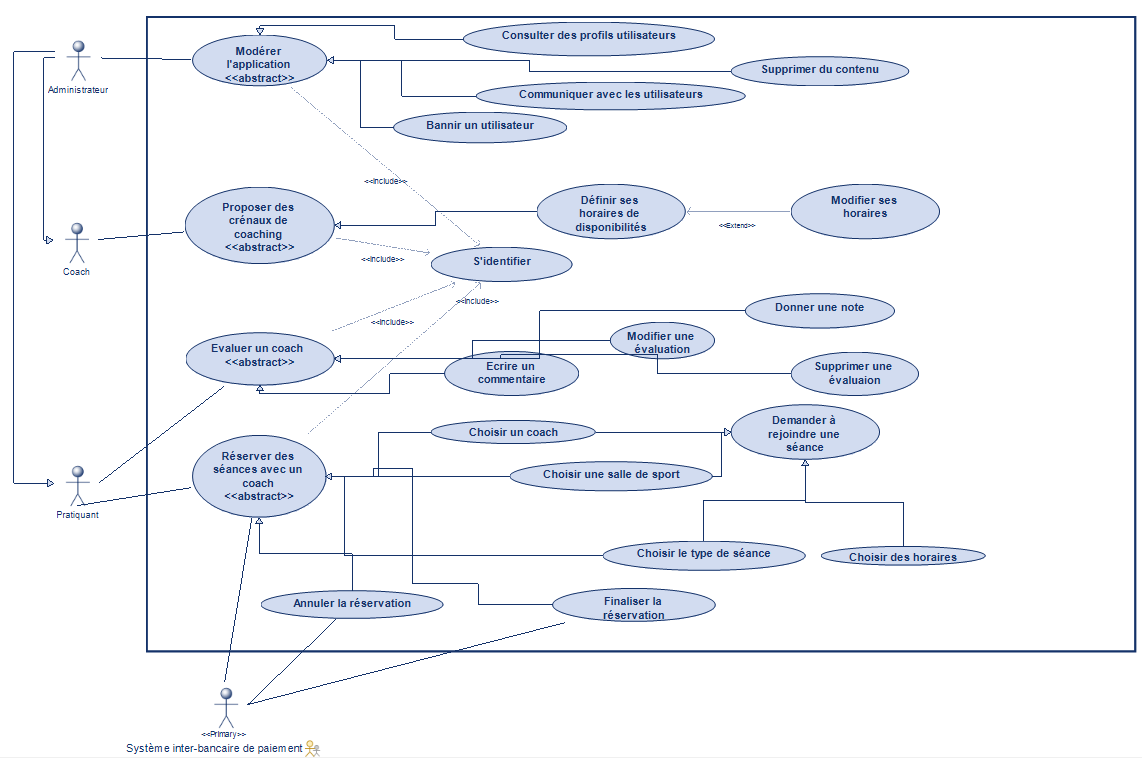 Consulter des profils utilisateurs
Modérer
l'application
<<abstract>>
Supprimer du contenu
Administrateur
Communiquer avec les utilisateurs
Bannir un utilisateur
<<include>>
Proposer des
crénaux de
coaching
<<abstract>>
Définir ses
horaires de
disponibilités
<<Extend>>
Modifier ses
horaires
Coach
<<include>>
S'identifier
<<include>>
<<include>>
Donner une note
Evaluer un coach
<<abstract>>
Modifier une
évaluation
Ecrire un
commentaire
Supprimer une
évaluaion
Demander à
rejoindre une
séance
Choisir un coach
Réserver des
séances avec un
coach
<<abstract>>
Choisir une salle de sport
Pratiquant
Choisir le type de séance
Choisir des horaires
Annuler la réservation
Finaliser la
réservation
<<Primary>>
Système inter-bancaire de paiement